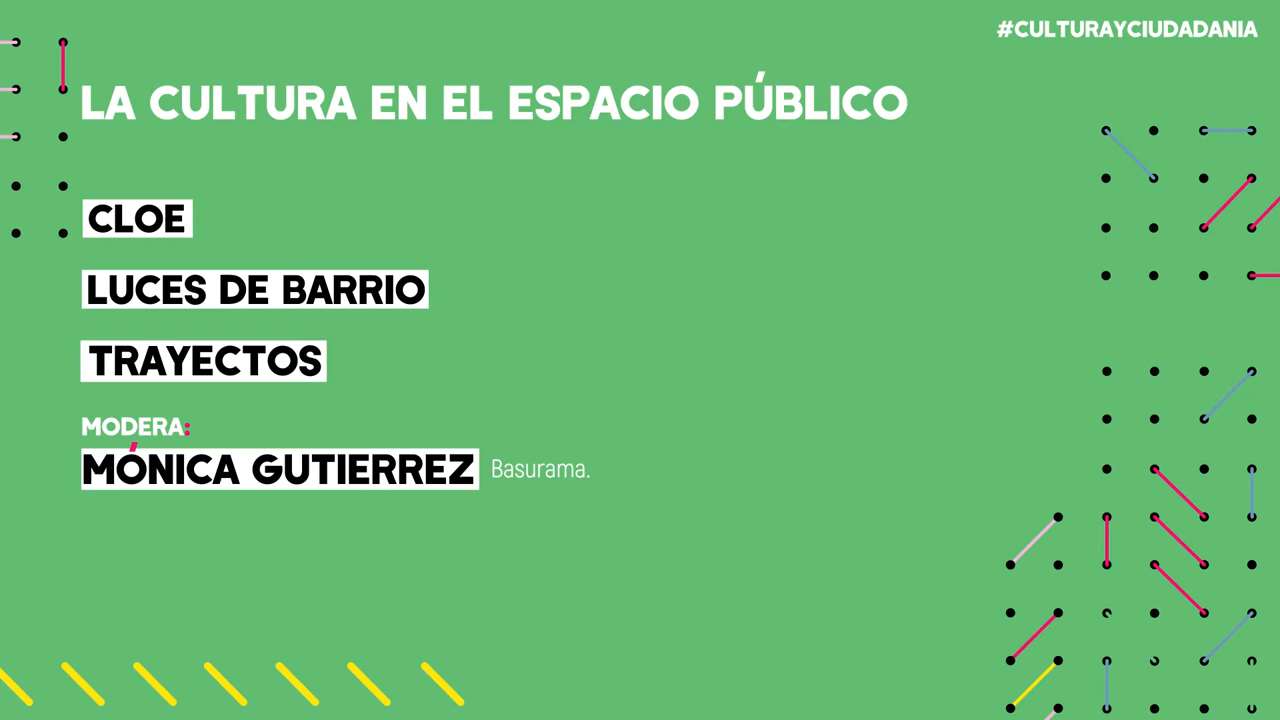 #CULTURAYCIUDADANIA
LA CULTURA EN EL ESPACIO PÚBLICO
CLOE
LUCES DE BARRIO
TRAYECTOS
MODERA:
MÓNICA GUTIERREZ Basurama.